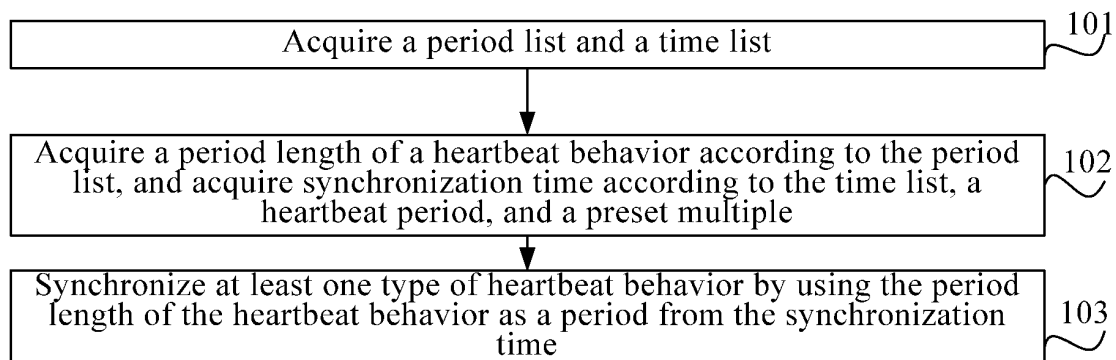 Acquire a period list and a time list
101
Acquire a period length of a heartbeat behavior according to the period
list, and acquire synchronization time according to the time list, a
heartbeat period, and a preset multiple
102
Synchronize at least one type of heartbeat behavior by using the period
length of the heartbeat behavior as a period from the synchronization
time
103